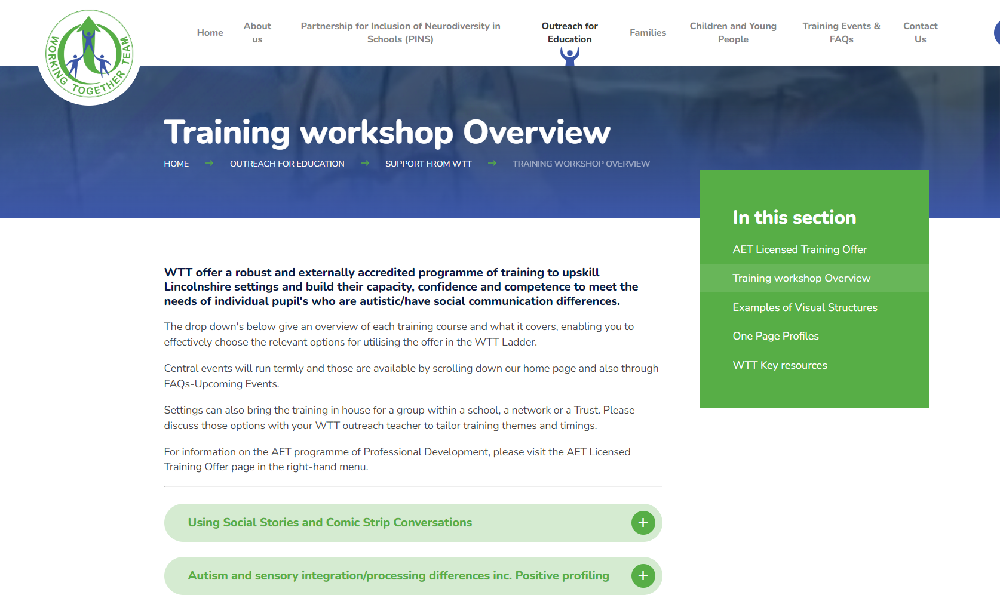 WORKING TOGETHER TEAM
Home
About
us
Partnership for Inclusion of Neurodiversity in
Schools (PINS)
Outreach for
Education
Families
Children and Young
People
Training Events &
FAQs
Contact
Us
Training workshop Overview
HOME → OUTREACH FOR EDUCATION → SUPPORT FROM WTT → TRAINING WORKSHOP OVERVIEW
In this section
AET Licensed Training Offer
Training workshop Overview
Examples of Visual Structures
One Page Profiles
WTT Key resources
WTT offer a robust and externally accredited programme of training to upskill
Lincolnshire settings and build their capacity, confidence and competence to meet the
needs of individual pupil's who are autistic/have social communication differences.
The drop down's below give an overview of each training course and what it covers, enabling you to
effectively choose the relevant options for utilising the offer in the WTT Ladder.
Central events will run termly and those are available by scrolling down our home page and also through
FAQs-Upcoming Events.
Settings can also bring the training in house for a group within a school, a network or a Trust. Please
discuss those options with your WTT outreach teacher to tailor training themes and timings.
For information on the AET programme of Professional Development, please visit the AET Licensed
Training Offer page in the right-hand menu.
Using Social Stories and Comic Strip Conversations
Autism and sensory integration/processing differences inc. Positive profiling